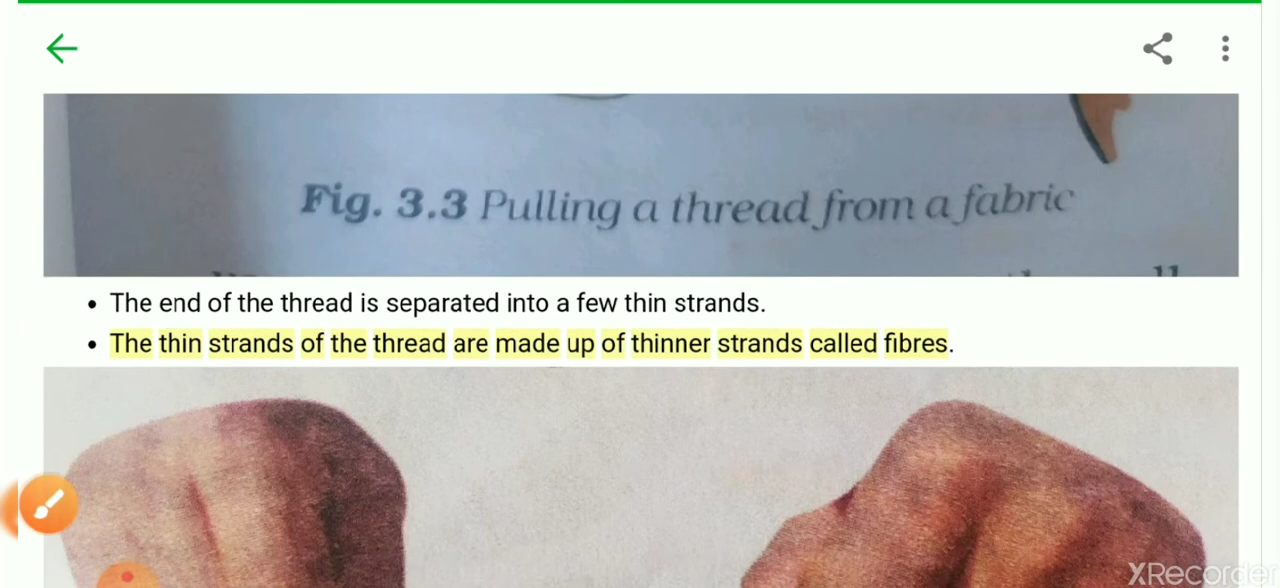 Fig. 3.3 Pulling a thread from a fabric
• The end of the thread is separated into a few thin strands.
• The thin strands of the thread are made up of thinner strands called fibres.
XRecorder